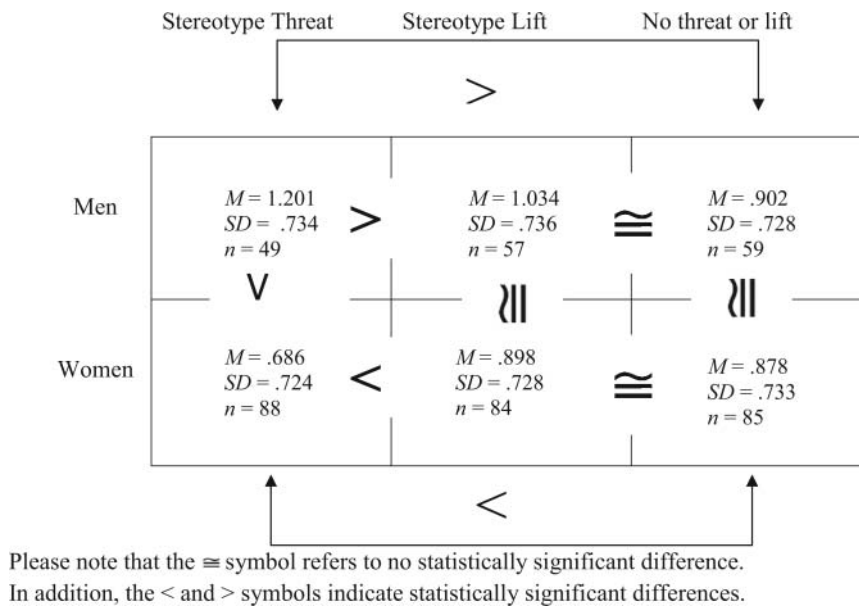 Stereotype Threat Stereotype Lift No threat or lift
>
Men
M = 1.201
SD = .734
n = 49
>
M = 1.034
SD = .736
n = 57
≅
M = .902
SD = .728
n = 59
> ≅ ≅
Women
M = .686
SD = .724
n = 88
<
M = .898
SD = .728
n = 84
≅
M = .878
SD = .733
n = 85
<
Please note that the ≅ symbol refers to no statistically significant difference.
In addition, the < and > symbols indicate statistically significant differences.